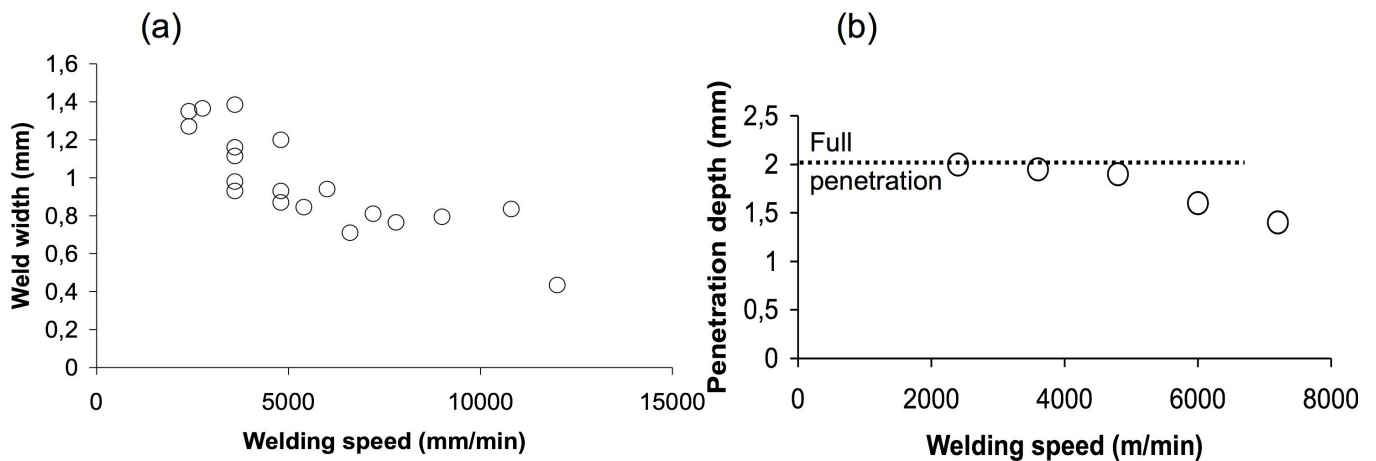 (a)
Weld width (mm)
1,6
1,4
1,2
1
0,8
0,6
0,4
0,2
0
0 5000 10000 15000
Welding speed (mm/min)
(b)
Penetration depth (mm)
2,5
2
1,5
1
0,5
0
Full
penetration
0 2000 4000 6000 8000
Welding speed (m/min)